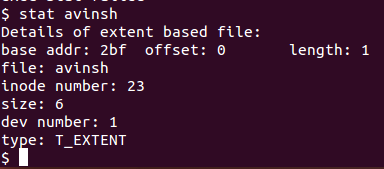 $ stat avinsh
Details of extent based file:
base addr: 2bf  offset: 0      length: 1
file: avinsh
inode number: 23
size: 6
dev number: 1
type: T_EXTENT
$